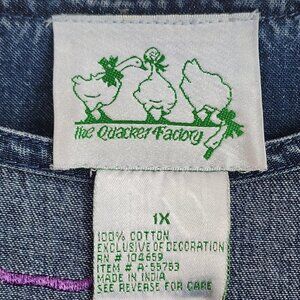 The Quacker Factory
1X
100% COTTON
EXCLUSIVE OF DECORATION
RN # 104659
ITEM # A-55753
MADE IN INDIA
SEE REVERSE FOR CARE